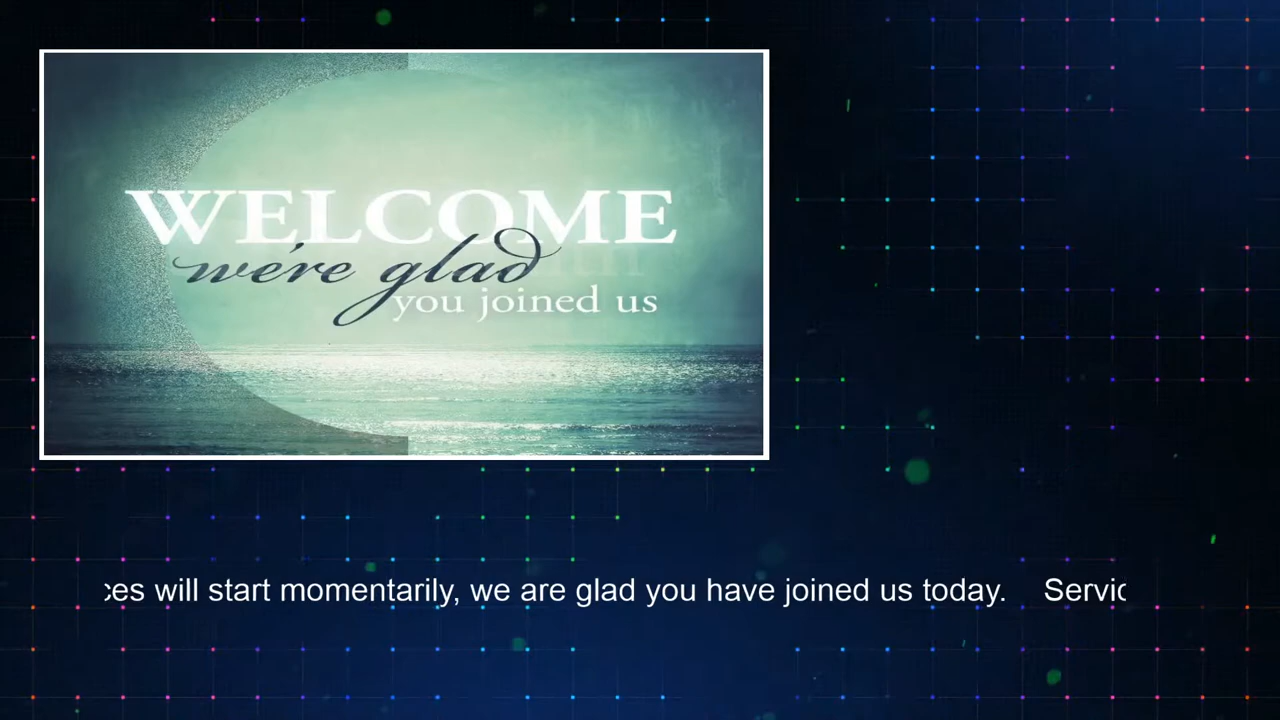 WELCOME
we're glad
you joined us
ces will start momentarily, we are glad you have joined us today. Servic